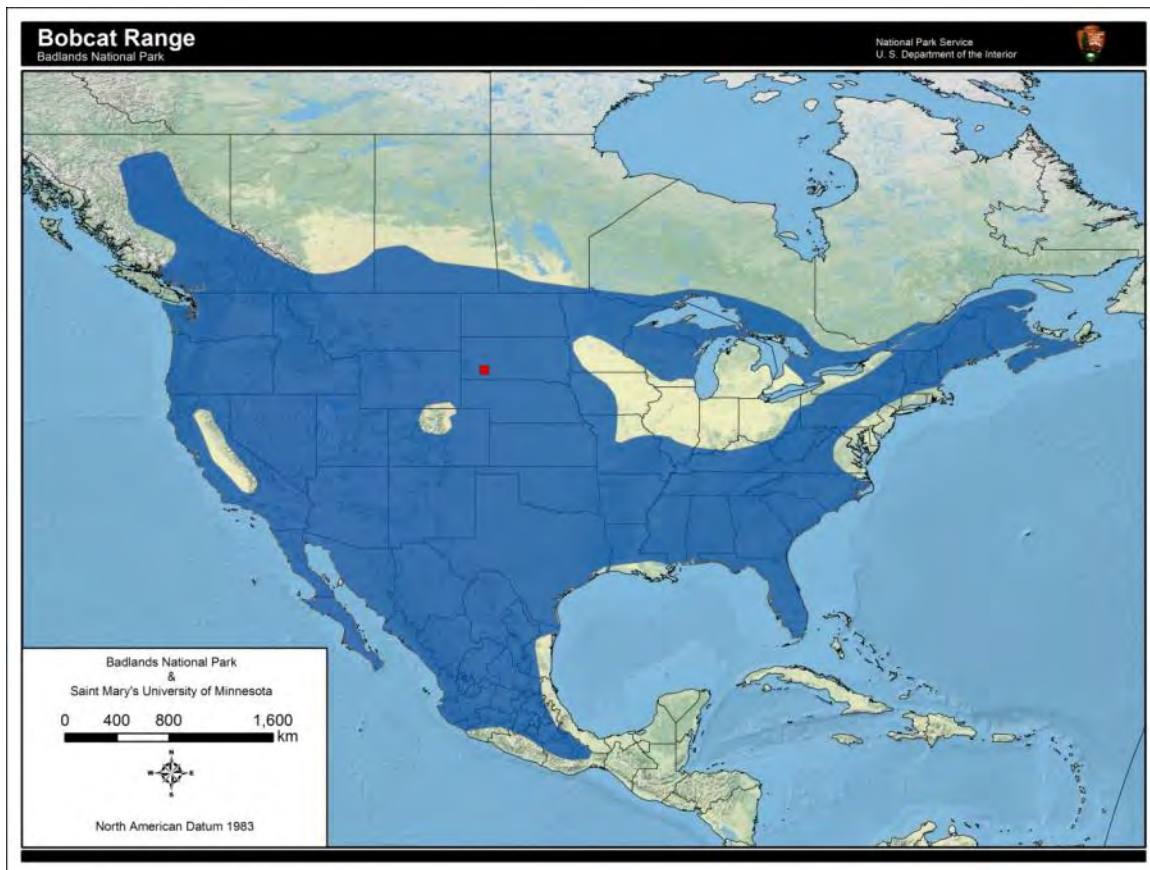 Bobcat Range
Badlands National Park
National Park Service
U. S. Department of the Interior
Badlands National Park
&
Saint Mary's University of Minnesota
0 400 800 1,600
km
N
W E
S
North American Datum 1983